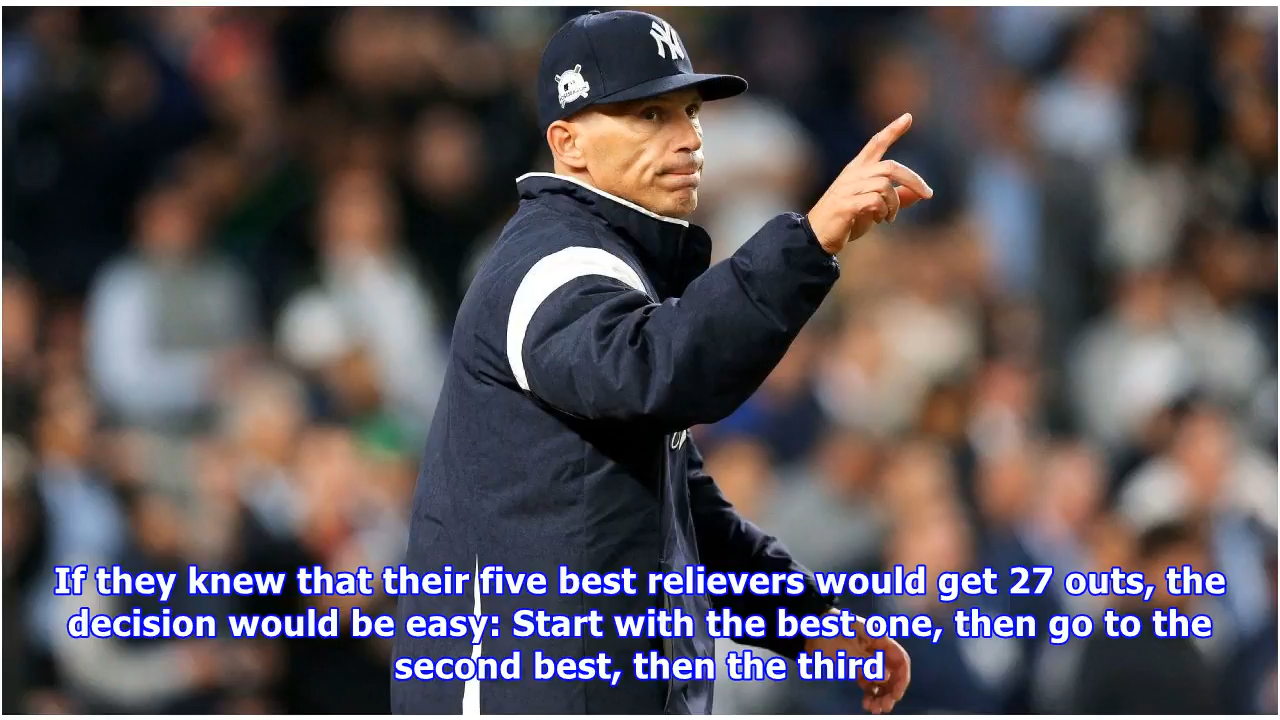 NY
If they knew that their five best relievers would get 27 outs, the
decision would be easy: Start with the best one, then go to the
second best, then the third